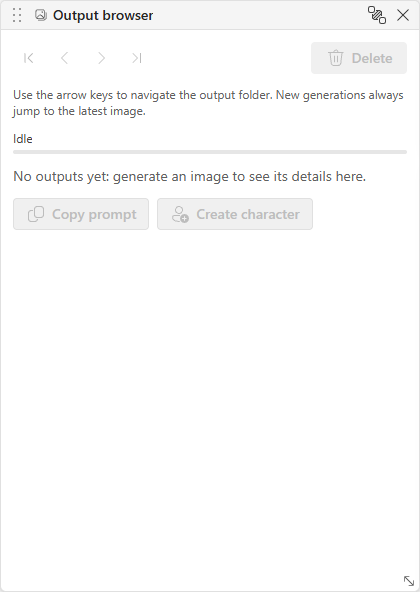 Output browser
Delete
Use the arrow keys to navigate the output folder. New generations always
jump to the latest image.
Idle
No outputs yet: generate an image to see its details here.
Copy prompt
Create character